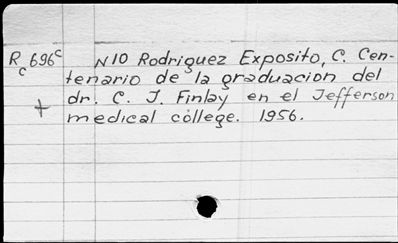 R c 696c N10 Rodriguez Exposito, C. Cen-
tenario de la graduacion del
dr. C. J. Finlay en el Jefferson
medical college. 1956.